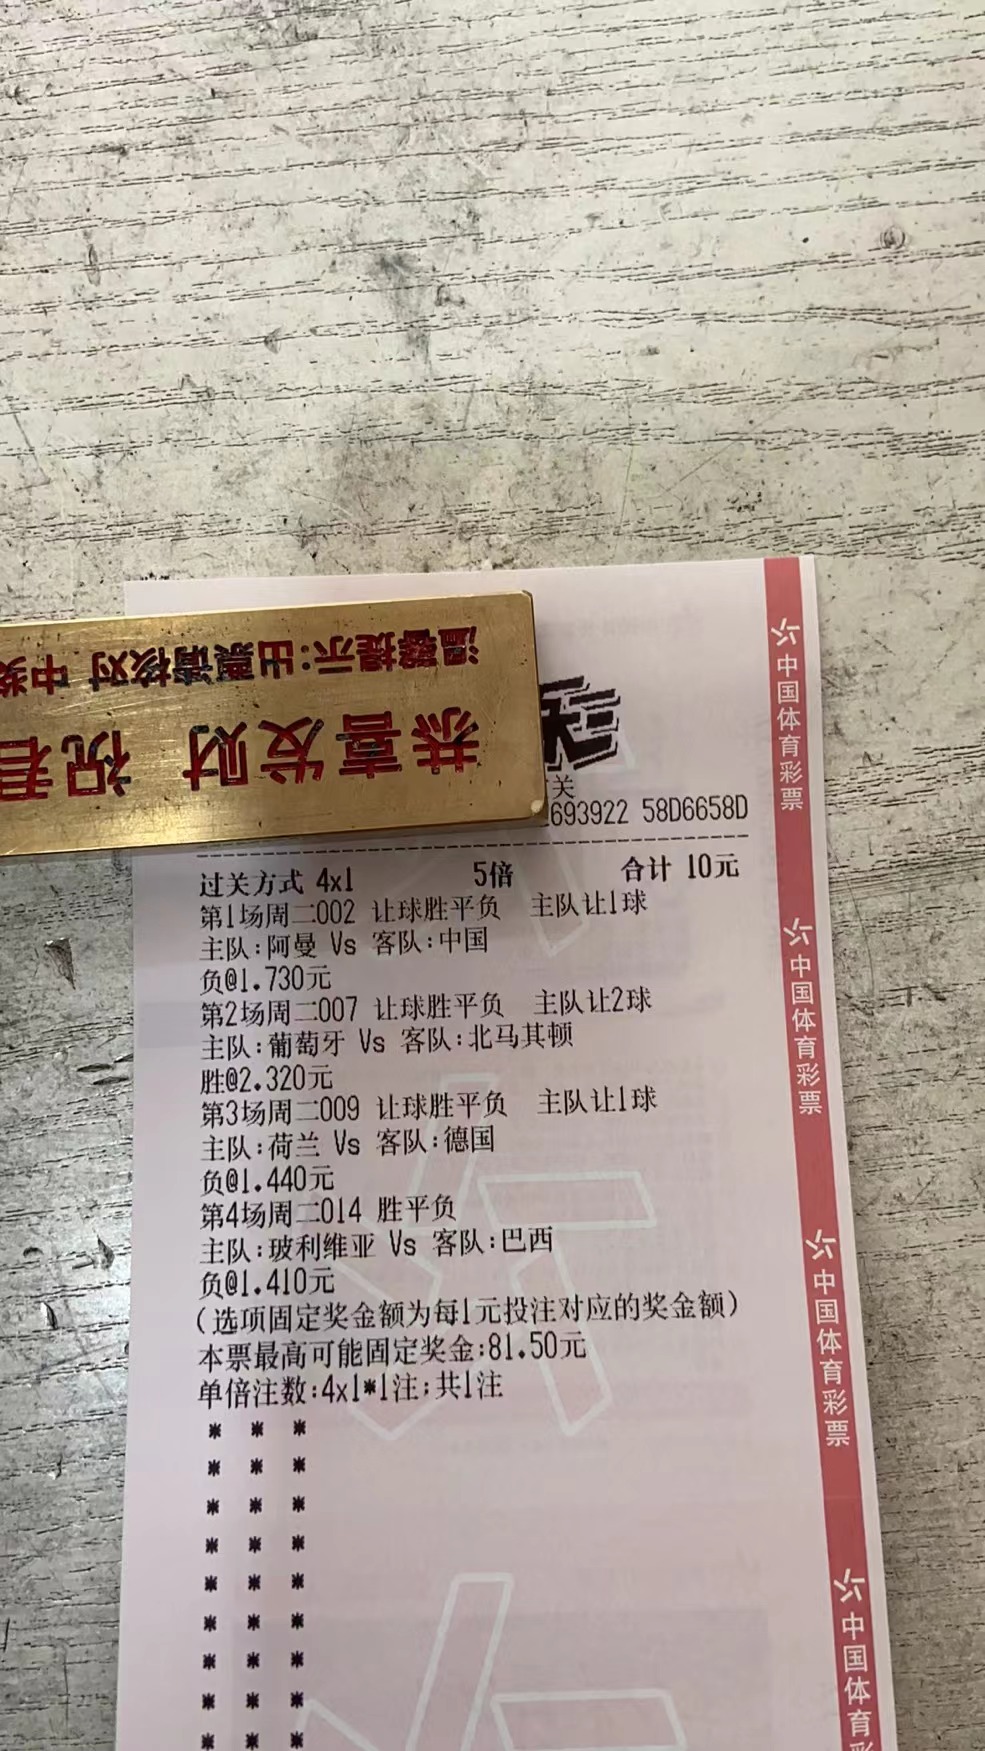 温馨提示:出票请核对 中奖
恭喜发财 祝君
彩
关
693922 58D6658D
过关方式 4x1 5倍 合计 10元
第1场周二002 让球胜平负 主队让1球
主队:阿曼 Vs 客队:中国
负@1.730元
第2场周二007 让球胜平负 主队让2球
主队:葡萄牙 Vs 客队:北马其顿
胜@2.320元
第3场周二009 让球胜平负 主队让1球
主队:荷兰 Vs 客队:德国
负@1.440元
第4场周二014 胜平负
主队:玻利维亚 Vs 客队:巴西
负@1.410元
(选项固定奖金额为每1元投注对应的奖金额)
本票最高可能固定奖金:81.50元
单倍注数:4x1*1注;共1注
* * *
* * *
* * *
* * *
* * *
* * *
* * *
* * *
* * *
中国体育彩票
中国体育彩票
中国体育彩票
中国体育彩